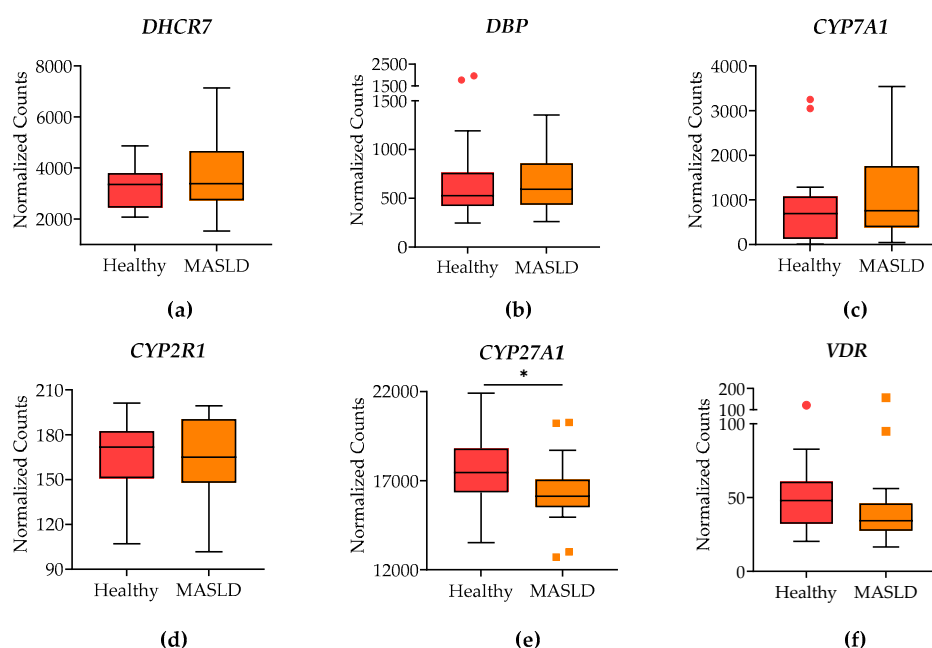 DHCR7
DBP
CYP7A1
Normalized Counts
8000
6000
4000
2000
Healthy
MASLD
(a)
Normalized Counts
2500
1500
1500
1000
500
0
Healthy
MASLD
(b)
Normalized Counts
4000
3000
2000
1000
0
Healthy
MASLD
(c)
CYP2R1
CYP27A1
VDR
Normalized Counts
210
180
150
120
90
Healthy
MASLD
(d)
Normalized Counts
22000
17000
12000
*
Healthy
MASLD
(e)
Normalized Counts
200
100
100
50
0
Healthy
MASLD
(f)